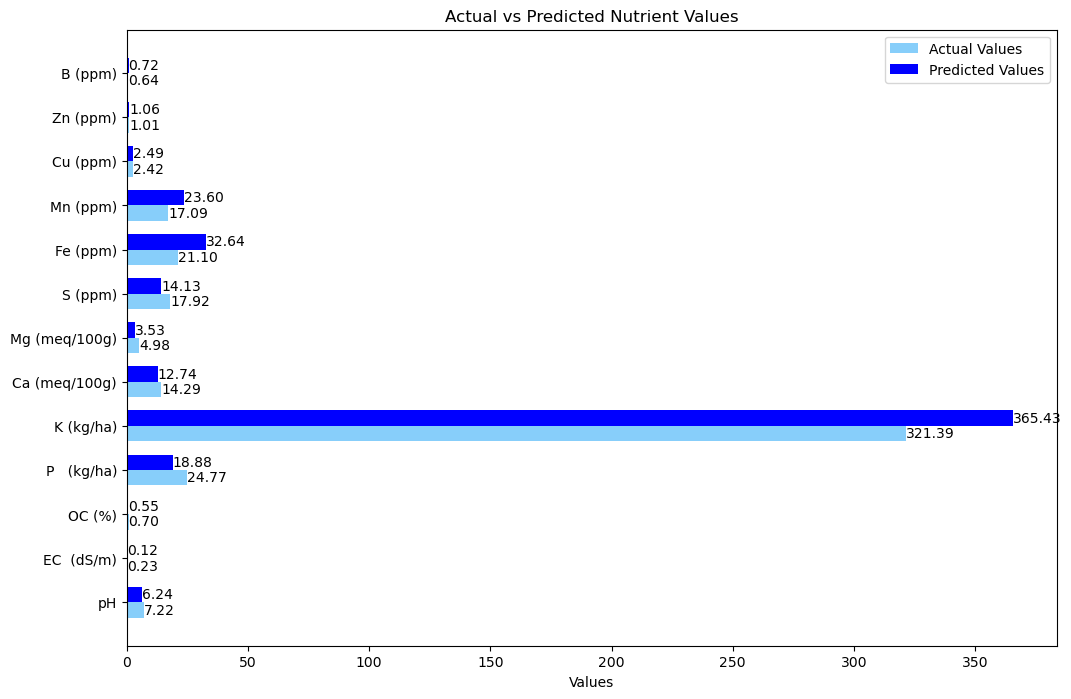 Actual vs Predicted Nutrient Values
Actual Values
Predicted Values
B (ppm)
0.72
0.64
Zn (ppm)
1.06
1.01
Cu (ppm)
2.49
2.42
Mn (ppm)
23.60
17.09
Fe (ppm)
32.64
21.10
S (ppm)
14.13
17.92
Mg (meq/100g)
3.53
4.98
Ca (meq/100g)
12.74
14.29
K (kg/ha)
365.43
321.39
P   (kg/ha)
18.88
24.77
OC (%)
0.55
0.70
EC  (dS/m)
0.12
0.23
pH
6.24
7.22
0 50 100 150 200 250 300 350
Values